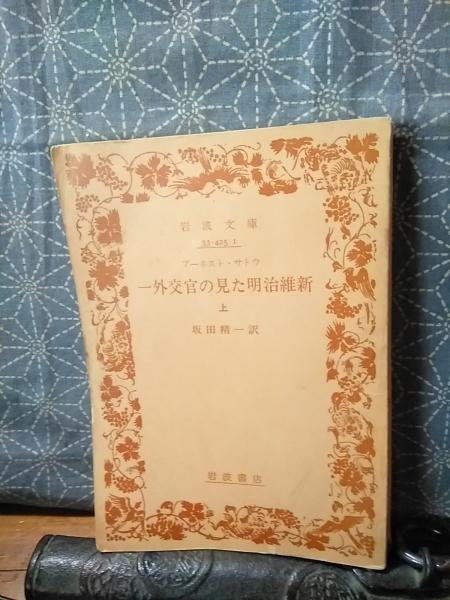 岩波文庫
33-425-1
アーネスト・サトウ
一外交官の見た明治維新
上
坂田精一訳
岩波書店